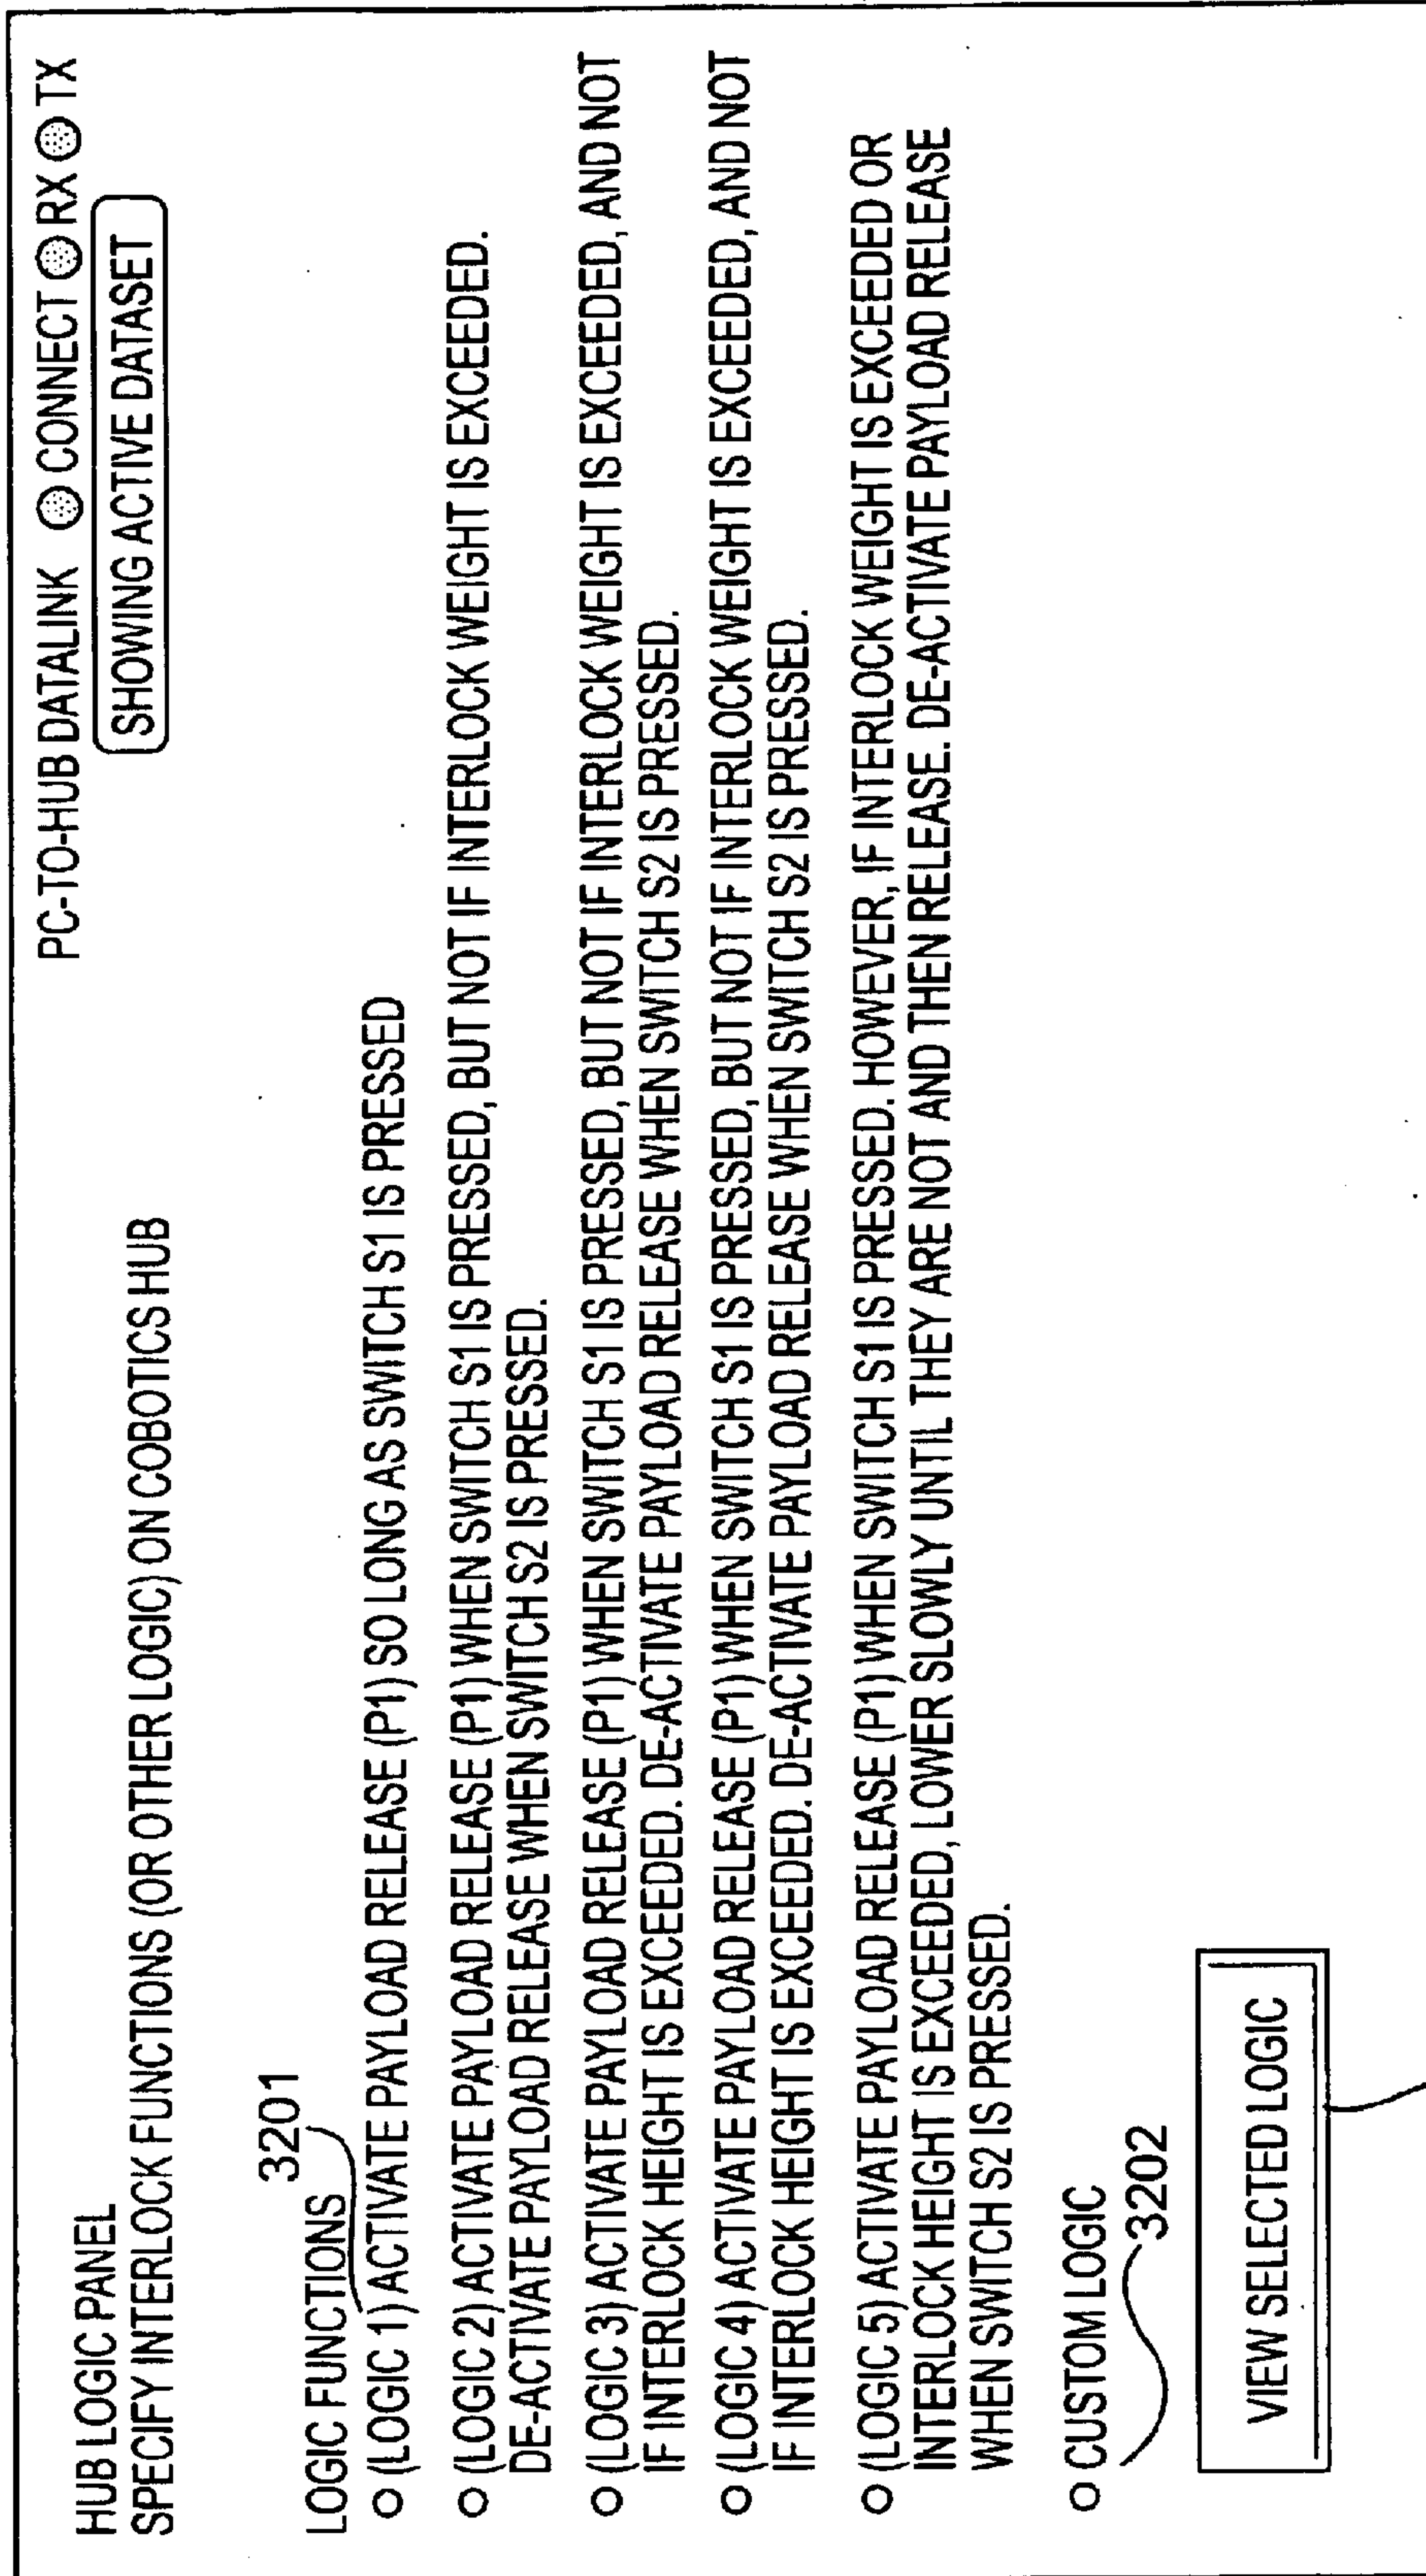 HUB LOGIC PANEL
SPECIFY INTERLOCK FUNCTIONS (OR OTHER LOGIC) ON COBOTICS HUB
PC-TO-HUB DATALINK CONNECT RX TX
SHOWING ACTIVE DATASET
3201
LOGIC FUNCTIONS
(LOGIC 1) ACTIVATE PAYLOAD RELEASE (P1) SO LONG AS SWITCH S1 IS PRESSED
(LOGIC 2) ACTIVATE PAYLOAD RELEASE (P1) WHEN SWITCH S1 IS PRESSED, BUT NOT IF INTERLOCK WEIGHT IS EXCEEDED.
DE-ACTIVATE PAYLOAD RELEASE WHEN SWITCH S2 IS PRESSED.
(LOGIC 3) ACTIVATE PAYLOAD RELEASE (P1) WHEN SWITCH S1 IS PRESSED, BUT NOT IF INTERLOCK WEIGHT IS EXCEEDED, AND NOT
IF INTERLOCK HEIGHT IS EXCEEDED. DE-ACTIVATE PAYLOAD RELEASE WHEN SWITCH S2 IS PRESSED.
(LOGIC 4) ACTIVATE PAYLOAD RELEASE (P1) WHEN SWITCH S1 IS PRESSED, BUT NOT IF INTERLOCK WEIGHT IS EXCEEDED, AND NOT
IF INTERLOCK HEIGHT IS EXCEEDED. DE-ACTIVATE PAYLOAD RELEASE WHEN SWITCH S2 IS PRESSED.
(LOGIC 5) ACTIVATE PAYLOAD RELEASE (P1) WHEN SWITCH S1 IS PRESSED. HOWEVER, IF INTERLOCK WEIGHT IS EXCEEDED OR
INTERLOCK HEIGHT IS EXCEEDED, LOWER SLOWLY UNTIL THEY ARE NOT AND THEN RELEASE. DE-ACTIVATE PAYLOAD RELEASE
WHEN SWITCH S2 IS PRESSED.
CUSTOM LOGIC
3202
VIEW SELECTED LOGIC